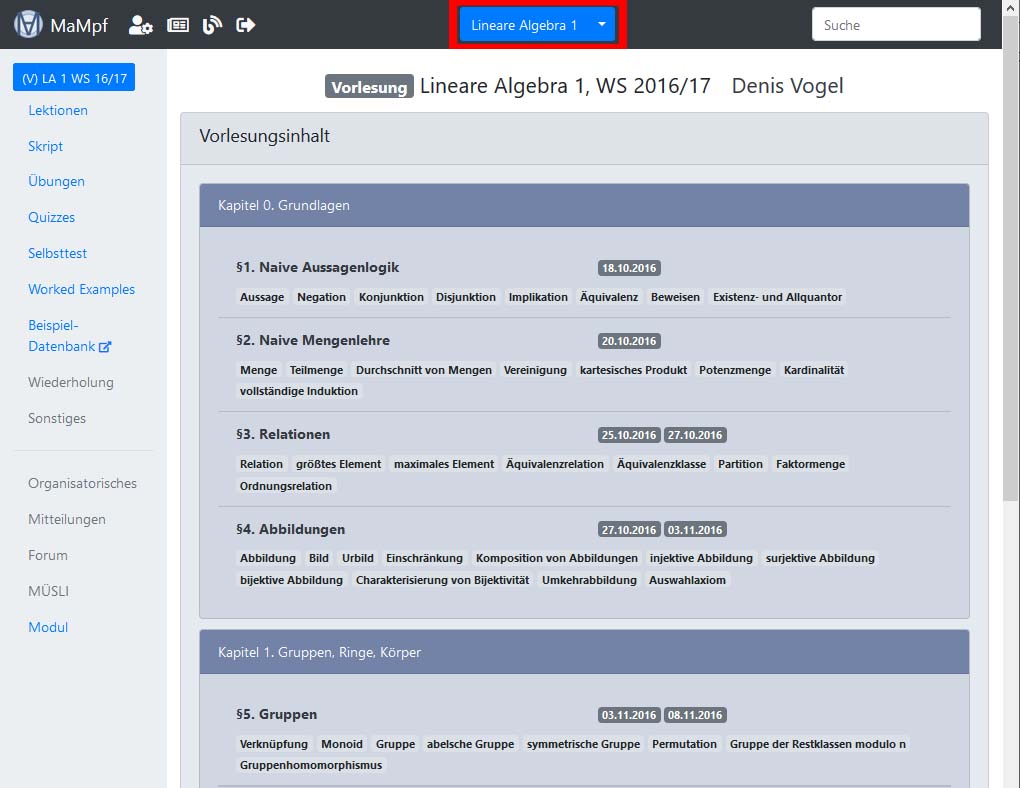 MaMpf
Lineare Algebra 1
Suche
(V) LA 1 WS 16/17
Lektionen
Skript
Übungen
Quizzes
Selbsttest
Worked Examples
Beispiel-
Datenbank
Wiederholung
Sonstiges
Organisatorisches
Mitteilungen
Forum
MÜSLI
Modul
Vorlesung Lineare Algebra 1, WS 2016/17 Denis Vogel
Vorlesungsinhalt
Kapitel 0. Grundlagen
§1. Naive Aussagenlogik 18.10.2016
Aussage Negation Konjunktion Disjunktion Implikation Äquivalenz Beweisen Existenz- und Allquantor
§2. Naive Mengenlehre 20.10.2016
Menge Teilmenge Durchschnitt von Mengen Vereinigung kartesisches Produkt Potenzmenge Kardinalität
vollständige Induktion
§3. Relationen 25.10.2016 27.10.2016
Relation größtes Element maximales Element Äquivalenzrelation Äquivalenzklasse Partition Faktormenge
Ordnungsrelation
§4. Abbildungen 27.10.2016 03.11.2016
Abbildung Bild Urbild Einschränkung Komposition von Abbildungen injektive Abbildung surjektive Abbildung
bijektive Abbildung Charakterisierung von Bijektivität Umkehrabbildung Auswahlaxiom
Kapitel 1. Gruppen, Ringe, Körper
§5. Gruppen 03.11.2016 08.11.2016
Verknüpfung Monoid Gruppe abelsche Gruppe symmetrische Gruppe Permutation Gruppe der Restklassen modulo n
Gruppenhomomorphismus